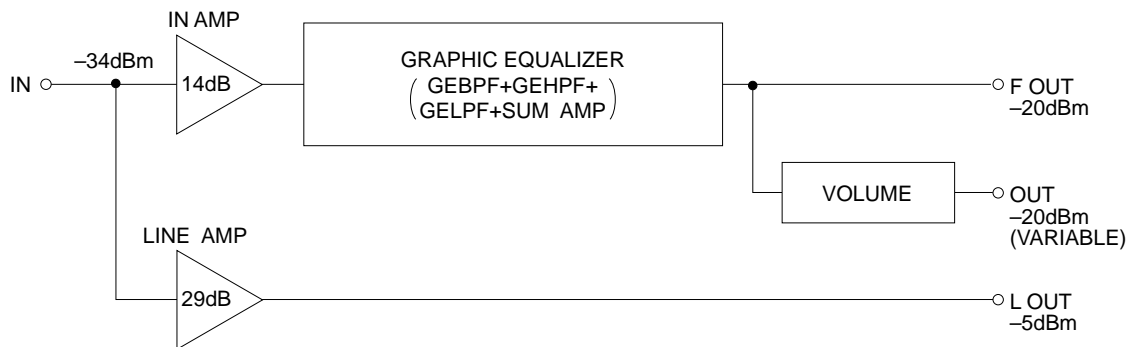 IN AMP
–34dBm
IN
14dB
GRAPHIC EQUALIZER
(GEBPF+GEHPF+
GELPF+SUM AMP)
F OUT
–20dBm
VOLUME
OUT
–20dBm
(VARIABLE)
LINE AMP
29dB
L OUT
–5dBm